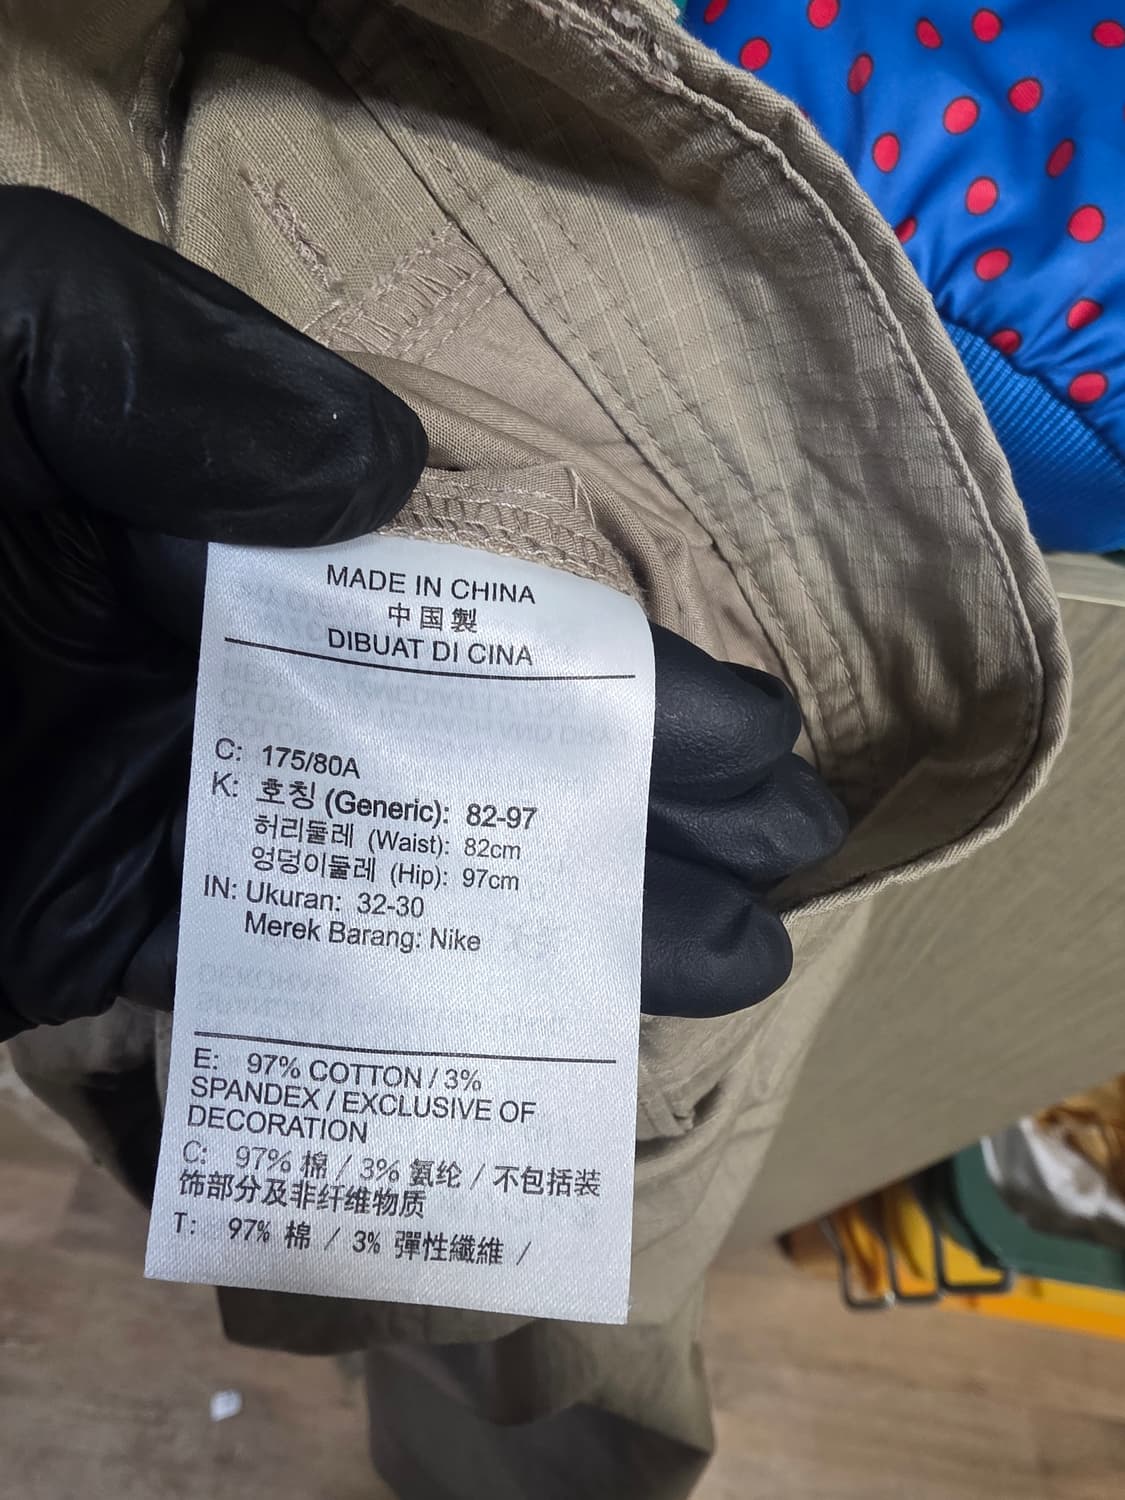 MADE IN CHINA
中国製
DIBUAT DI CINA
C: 175/80A
K: 호칭 (Generic): 82-97
허리둘레 (Waist): 82cm
엉덩이둘레 (Hip): 97cm
IN: Ukuran: 32-30
Merek Barang: Nike
E: 97% COTTON / 3%
SPANDEX / EXCLUSIVE OF
DECORATION
C: 97% 棉 / 3% 氨纶 / 不包括装
饰部分及非纤维物质
T: 97% 棉 / 3% 彈性纖維 /